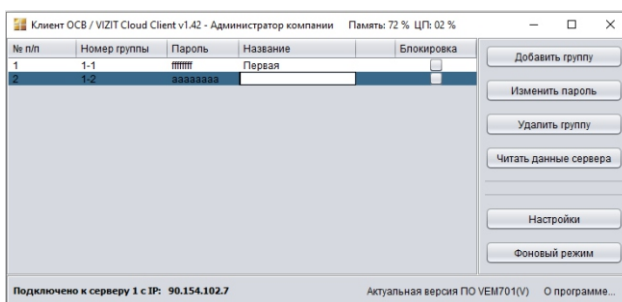 Клиент ОСВ / VIZIT Cloud Client v1.42 - Администратор компании Память: 72 % ЦП: 02 %
№ п/п Номер группы Пароль Название Блокировка
1 1-1 ffffffff Первая
2 1-2 aaaaaaaa
Добавить группу
Изменить пароль
Удалить группу
Читать данные сервера
Настройки
Фоновый режим
Подключено к серверу 1 с IP: 90.154.102.7 Актуальная версия ПО VEM701(V) О программе...